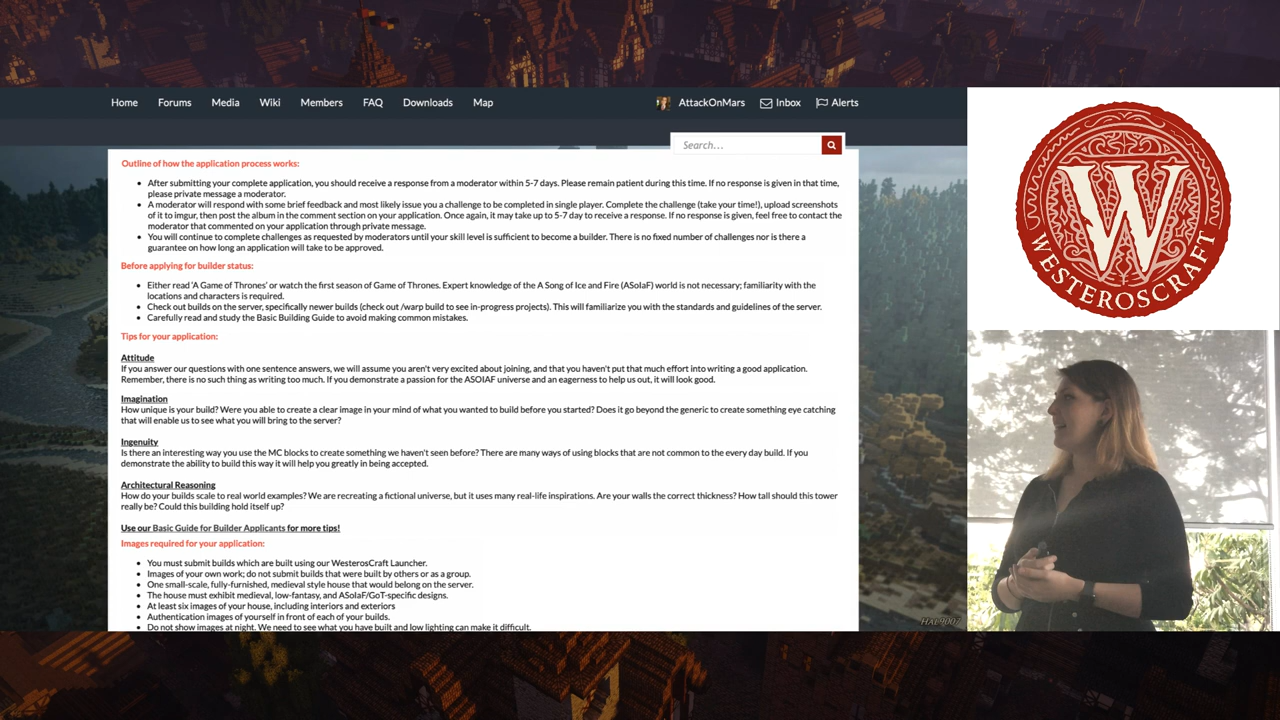 Home Forums Media Wiki Members FAQ Downloads Map AttackOnMars Inbox Alerts
Search...
Outline of how the application process works:
After submitting your complete application, you should receive a response from a moderator within 5-7 days. Please remain patient during this time. If no response is given in that time,
please private message a moderator.
A moderator will respond with some brief feedback and most likely issue you a challenge to be completed in single player. Complete the challenge (take your time!), upload screenshots
of it to imgur, then post the album in the comment section on your application. Once again, it may take up to 5-7 day to receive a response. If no response is given, feel free to contact the
moderator that commented on your application through private message.
You will continue to complete challenges as requested by moderators until your skill level is sufficient to become a builder. There is no fixed number of challenges nor is there a
guarantee on how long an application will take to be approved.
Before applying for builder status:
Either read 'A Game of Thrones' or watch the first season of Game of Thrones. Expert knowledge of the A Song of Ice and Fire (ASoIaF) world is not necessary; familiarity with the
locations and characters is required.
Check out builds on the server, specifically newer builds (check out /warp build to see in-progress projects). This will familiarize you with the standards and guidelines of the server.
Carefully read and study the Basic Building Guide to avoid making common mistakes.
Tips for your application:
Attitude
If you answer our questions with one sentence answers, we will assume you aren't very excited about joining, and that you haven't put that much effort into writing a good application.
Remember, there is no such thing as writing too much. If you demonstrate a passion for the ASOIAF universe and an eagerness to help us out, it will look good.
Imagination
How unique is your build? Were you able to create a clear image in your mind of what you wanted to build before you started? Does it go beyond the generic to create something eye catching
that will enable us to see what you will bring to the server?
Ingenuity
Is there an interesting way you use the MC blocks to create something we haven't seen before? There are many ways of using blocks that are not common to the every day build. If you
demonstrate the ability to build this way it will help you greatly in being accepted.
Architectural Reasoning
How do your builds scale to real world examples? We are recreating a fictional universe, but it uses many real-life inspirations. Are your walls the correct thickness? How tall should this tower
really be? Could this building hold itself up?
Use our Basic Guide for Builder Applicants for more tips!
Images required for your application:
You must submit builds which are built using our WesterosCraft Launcher.
Images of your own work; do not submit builds that were built by others or as a group.
One small-scale, fully-furnished, medieval style house that would belong on the server.
The house must exhibit medieval, low-fantasy, and ASoIaF/GoT-specific designs.
At least six images of your house, including interiors and exteriors
Authentication images of yourself in front of each of your builds.
Do not show images at night. We need to see what you have built and low lighting can make it difficult.
HAL9007
W
WESTEROSCRAFT